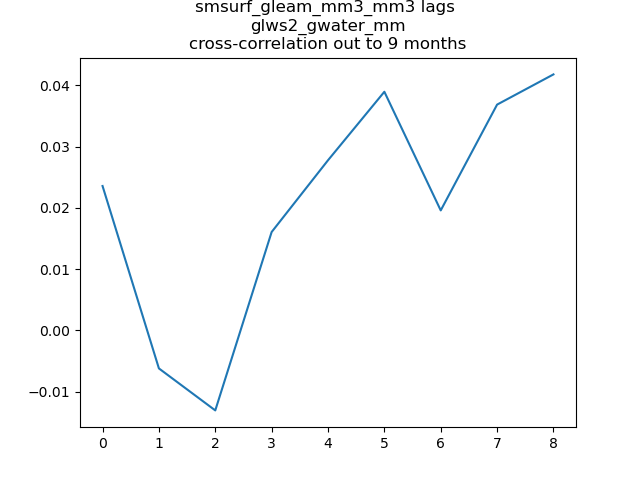 smsurf_gleam_mm3_mm3 lags
glws2_gwater_mm
cross-correlation out to 9 months
0.04
0.03
0.02
0.01
0.00
−0.01
0 1 2 3 4 5 6 7 8